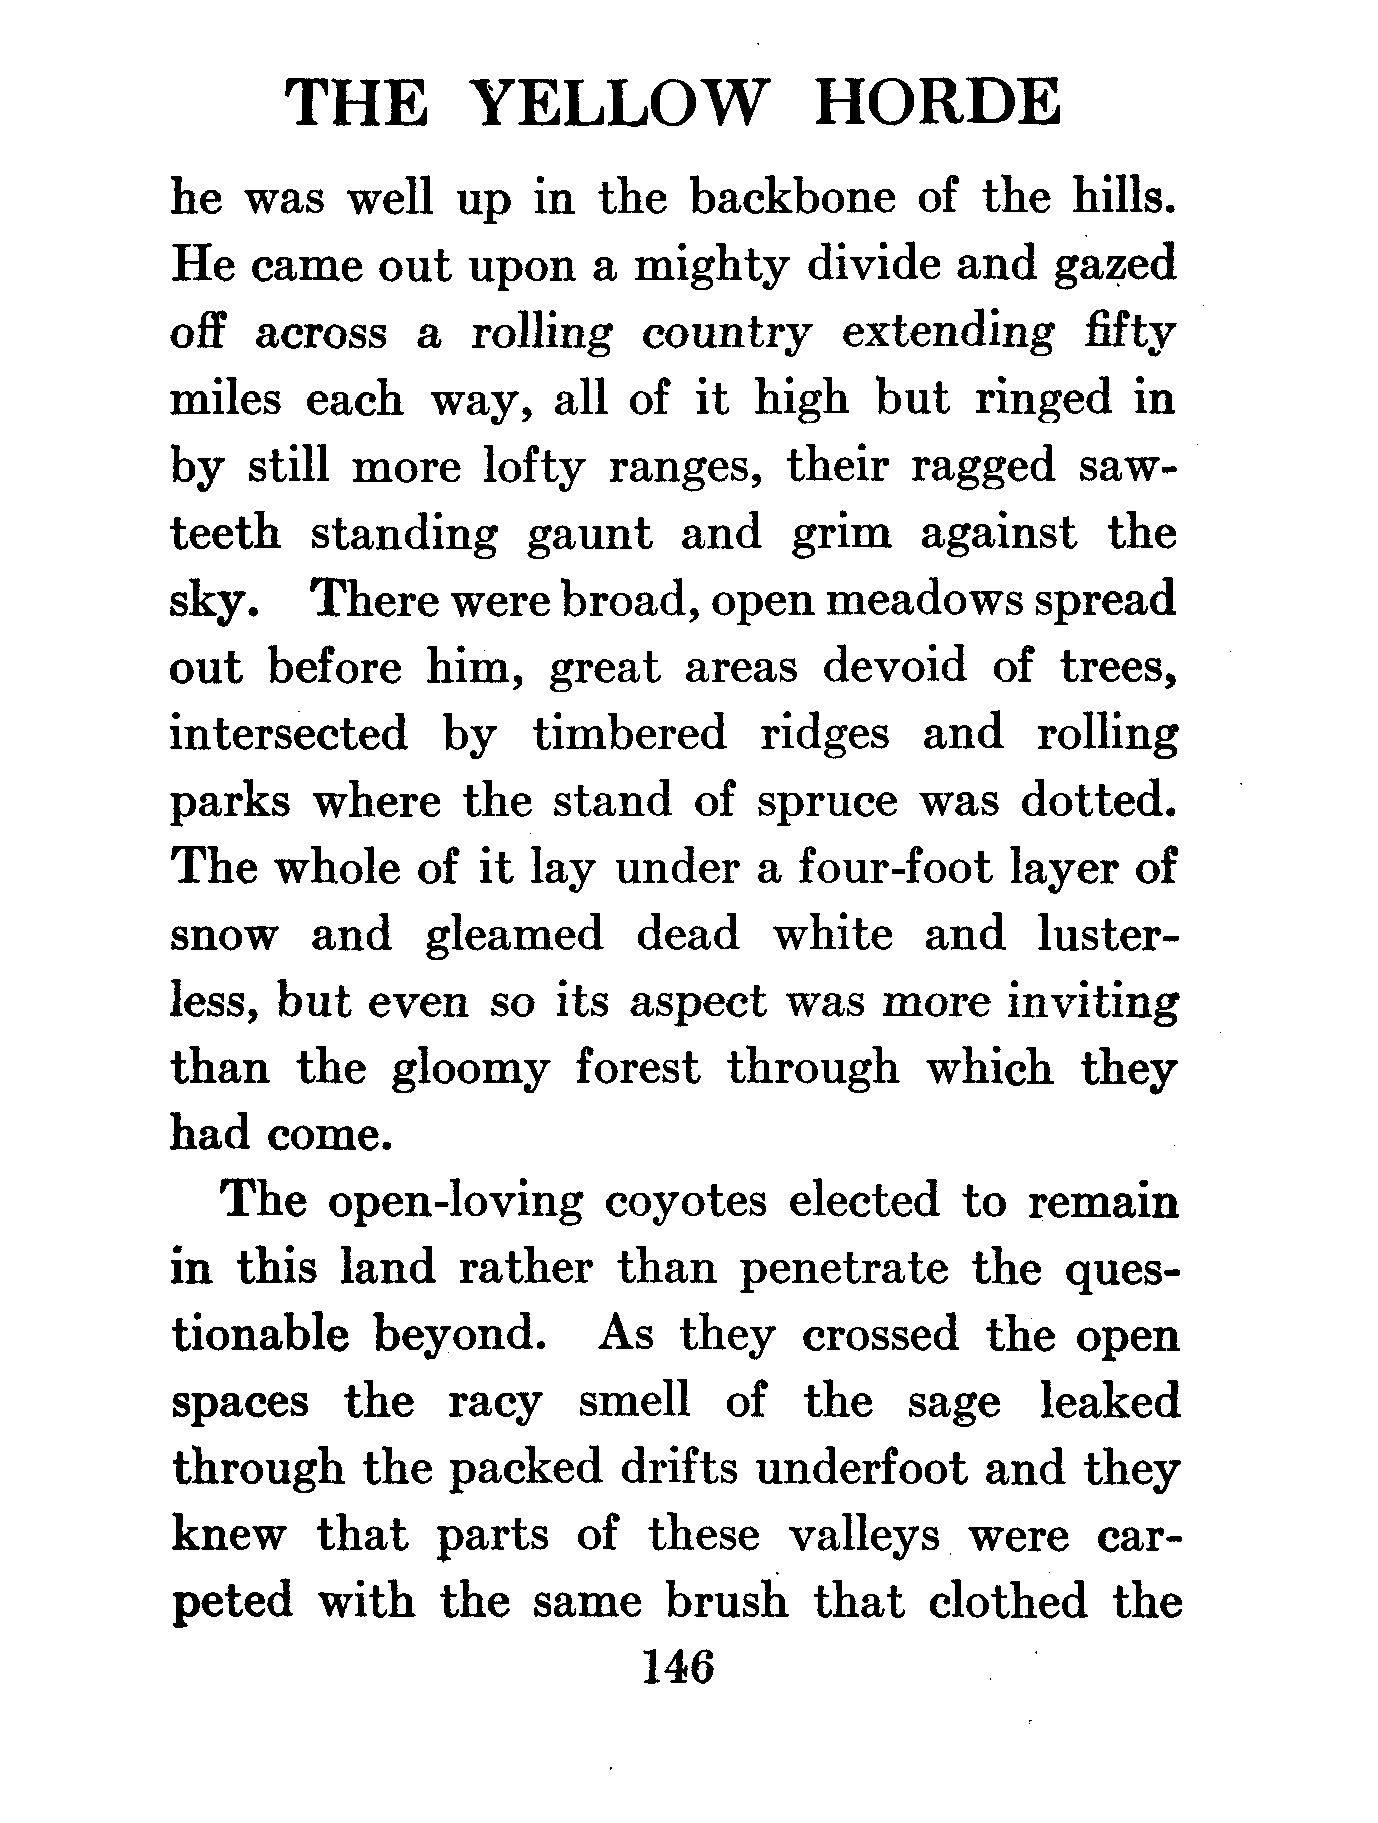 THE YELLOW HORDE
he was well up in the backbone of the hills.
He came out upon a mighty divide and gazed
off across a rolling country extending fifty
miles each way, all of it high but ringed in
by still more lofty ranges, their ragged saw-
teeth standing gaunt and grim against the
sky. There were broad, open meadows spread
out before him, great areas devoid of trees,
intersected by timbered ridges and rolling
parks where the stand of spruce was dotted.
The whole of it lay under a four-foot layer of
snow and gleamed dead white and luster-
less, but even so its aspect was more inviting
than the gloomy forest through which they
had come.
The open-loving coyotes elected to remain
in this land rather than penetrate the ques-
tionable beyond. As they crossed the open
spaces the racy smell of the sage leaked
through the packed drifts underfoot and they
knew that parts of these valleys were car-
peted with the same brush that clothed the
146